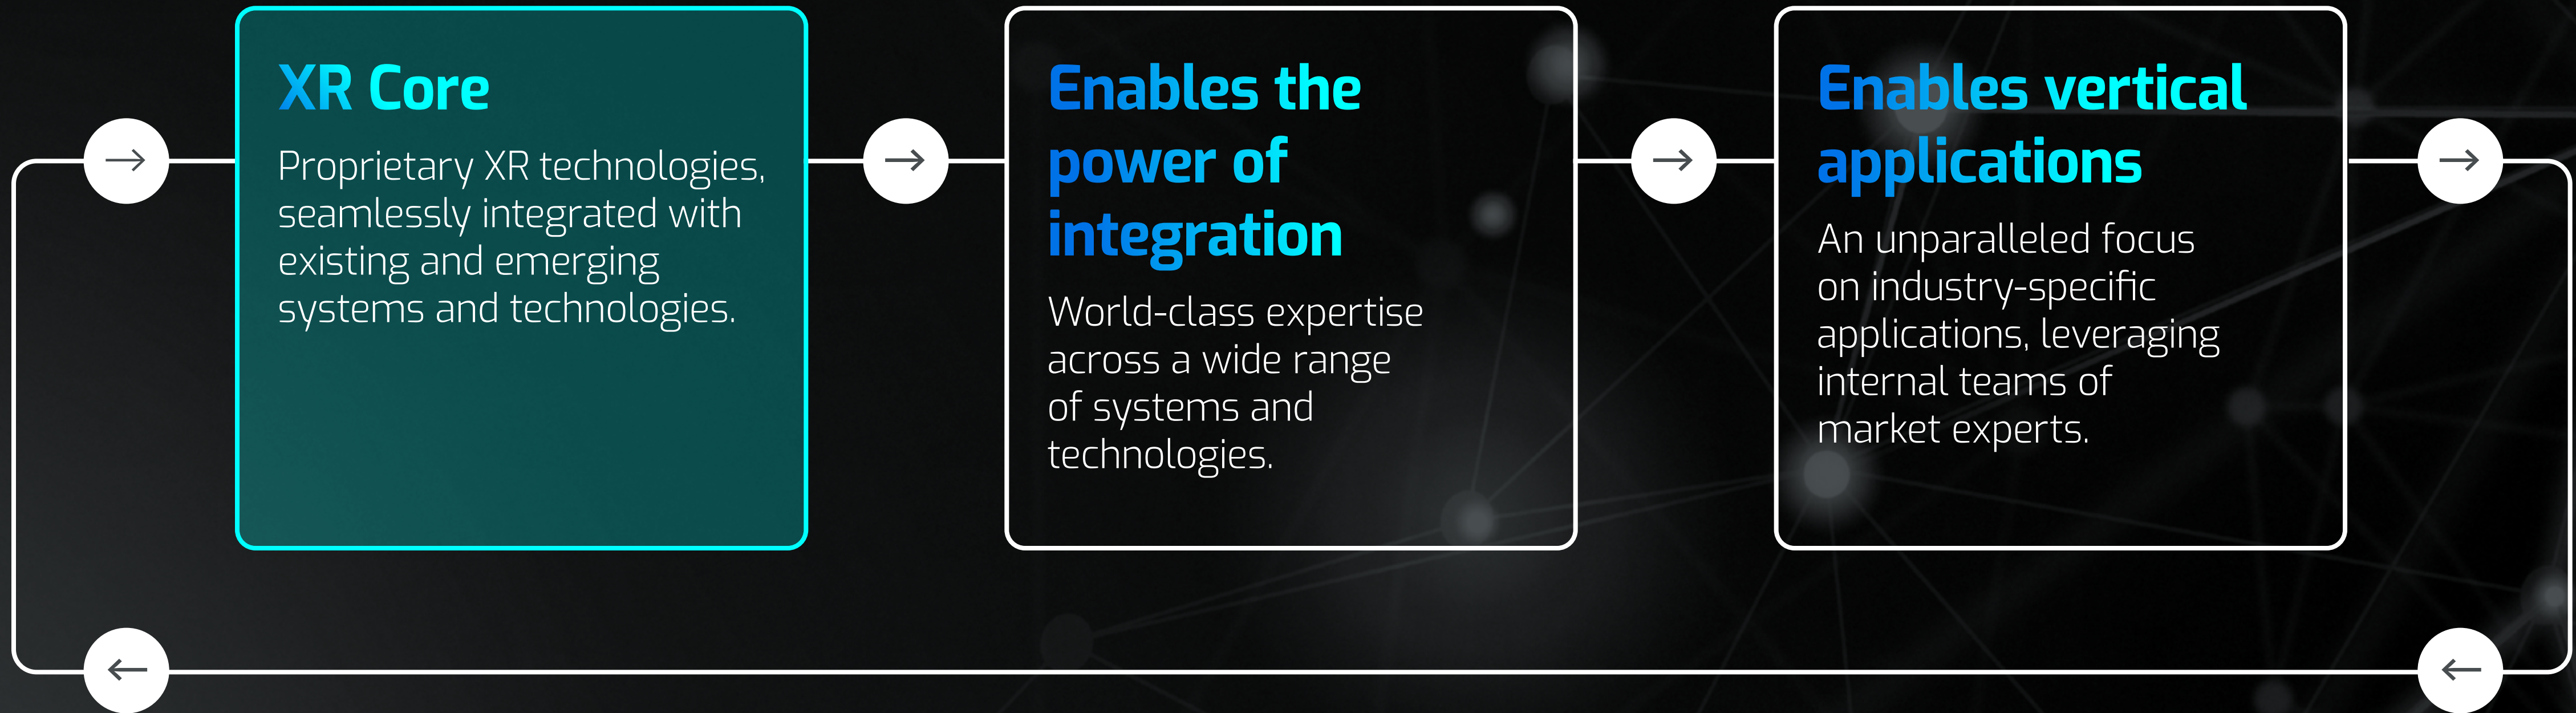 XR Core
Proprietary XR technologies,
seamlessly integrated with
existing and emerging
systems and technologies.
Enables the
power of
integration
World-class expertise
across a wide range
of systems and
technologies.
Enables vertical
applications
An unparalleled focus
on industry-specific
applications, leveraging
internal teams of
market experts.